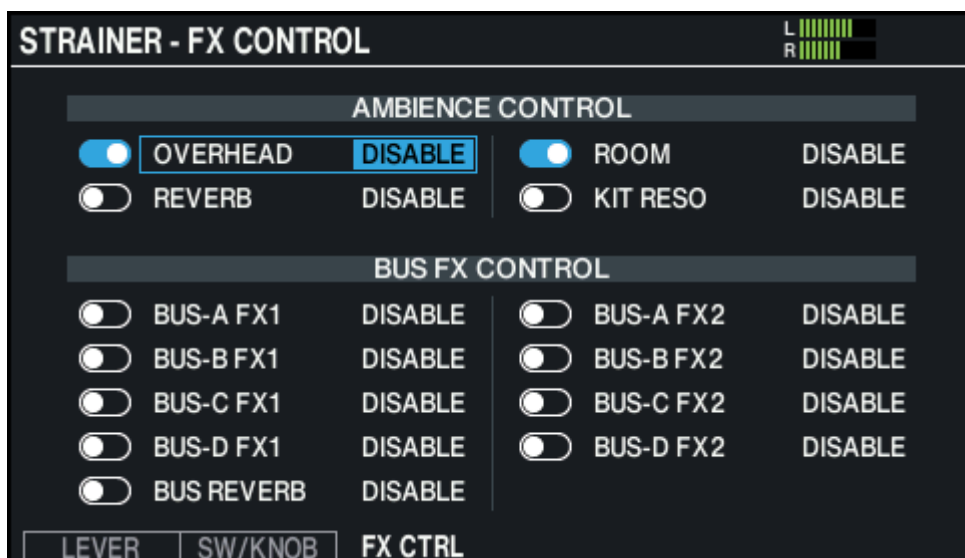 STRAINER - FX CONTROL
L
R
AMBIENCE CONTROL
OVERHEAD DISABLE ROOM DISABLE
REVERB DISABLE KIT RESO DISABLE
BUS FX CONTROL
BUS-A FX1 DISABLE BUS-A FX2 DISABLE
BUS-B FX1 DISABLE BUS-B FX2 DISABLE
BUS-C FX1 DISABLE BUS-C FX2 DISABLE
BUS-D FX1 DISABLE BUS-D FX2 DISABLE
BUS REVERB DISABLE
LEVER SW/KNOB FX CTRL